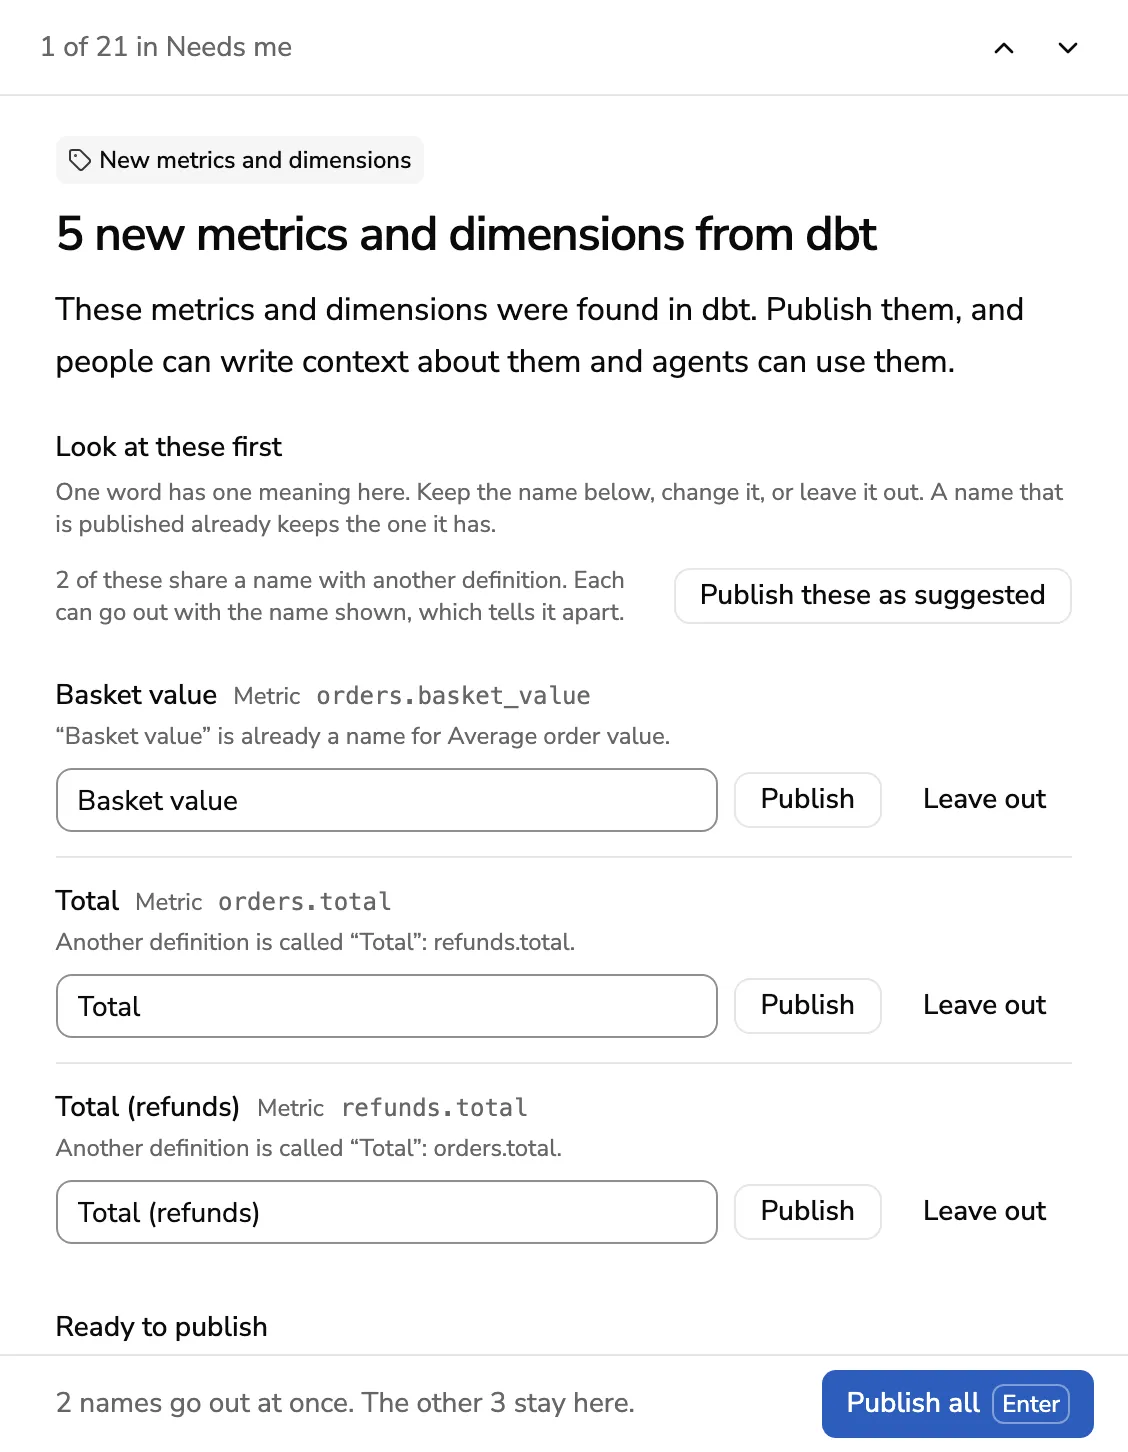 1 of 21 in Needs me
New metrics and dimensions
5 new metrics and dimensions from dbt
These metrics and dimensions were found in dbt. Publish them, and
people can write context about them and agents can use them.
Look at these first
One word has one meaning here. Keep the name below, change it, or leave it out. A name that
is published already keeps the one it has.
2 of these share a name with another definition. Each
can go out with the name shown, which tells it apart.
Publish these as suggested
Basket value Metric orders.basket_value
“Basket value” is already a name for Average order value.
Basket value Publish Leave out
Total Metric orders.total
Another definition is called “Total”: refunds.total.
Total Publish Leave out
Total (refunds) Metric refunds.total
Another definition is called “Total”: orders.total.
Total (refunds) Publish Leave out
Ready to publish
2 names go out at once. The other 3 stay here.
Publish all Enter